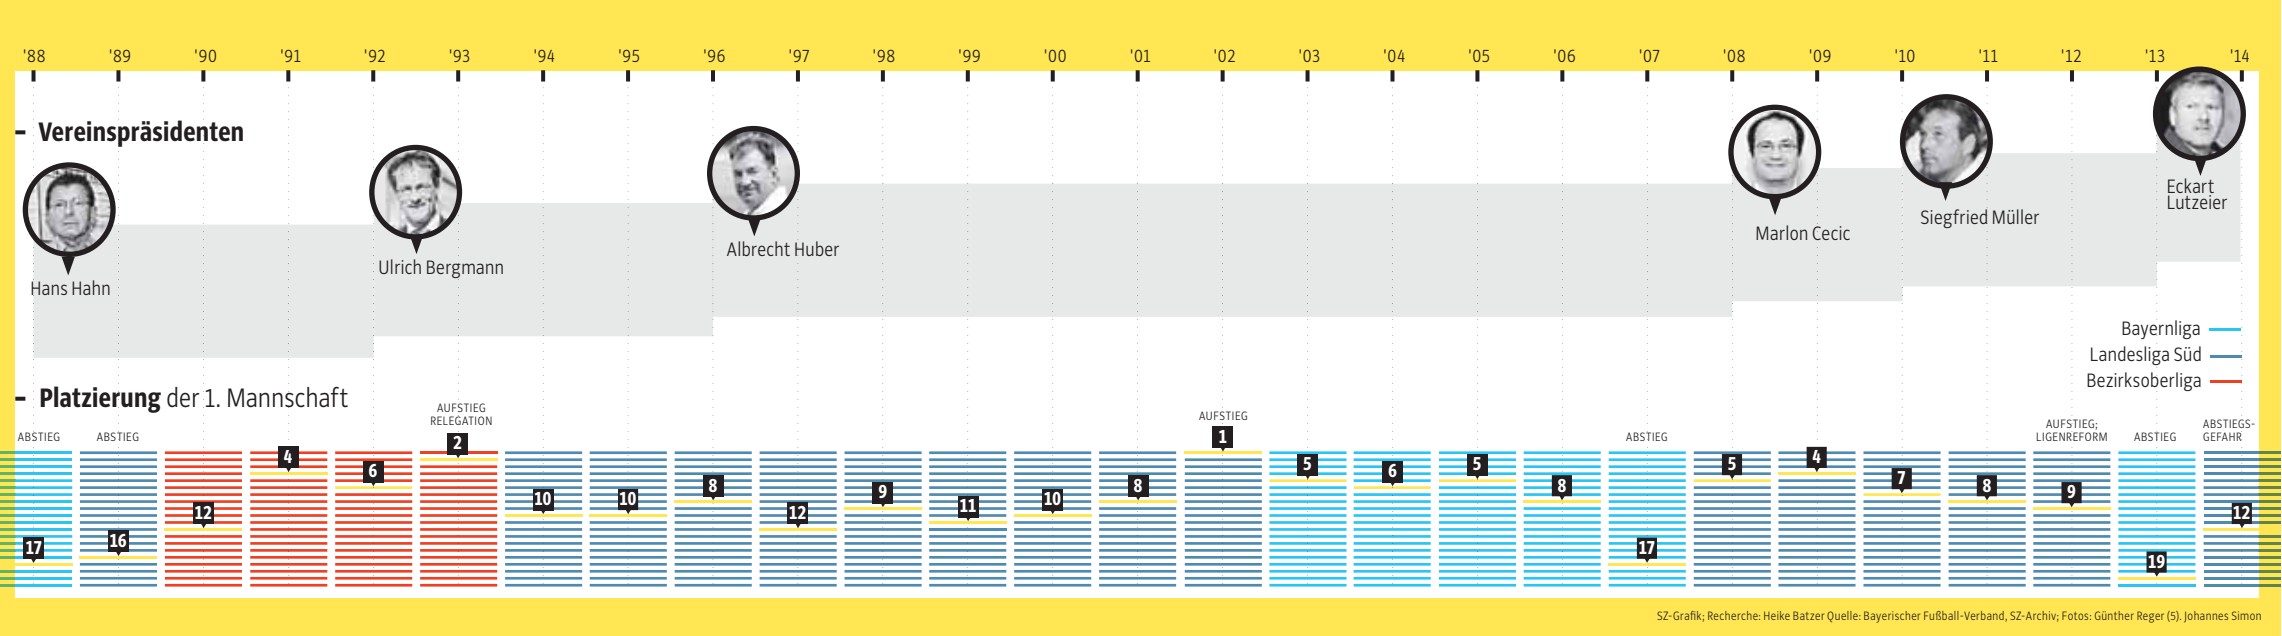 '88 '89 '90 '91 '92 '93 '94 '95 '96 '97 '98 '99 '00 '01 '02 '03 '04 '05 '06 '07 '08 '09 '10 '11 '12 '13 '14
Vereinspräsidenten
Hans Hahn
Ulrich Bergmann
Albrecht Huber
Marlon Cecic
Siegfried Müller
Eckart
Lutzeier
Bayernliga
Landesliga Süd
Bezirksoberliga
Platzierung der 1. Mannschaft
ABSTIEG
ABSTIEG
AUFSTIEG
RELEGATION
AUFSTIEG
ABSTIEG
AUFSTIEG;
LIGENREFORM
ABSTIEG
ABSTIEGS-
GEFAHR
17 16 12 4 6 2 10 10 8 12 9 11 10 8 1 5 6 5 8 17 5 4 7 8 9 19 12
SZ-Grafik; Recherche: Heike Batzer Quelle: Bayerischer Fußball-Verband, SZ-Archiv; Fotos: Günther Reger (5). Johannes Simon